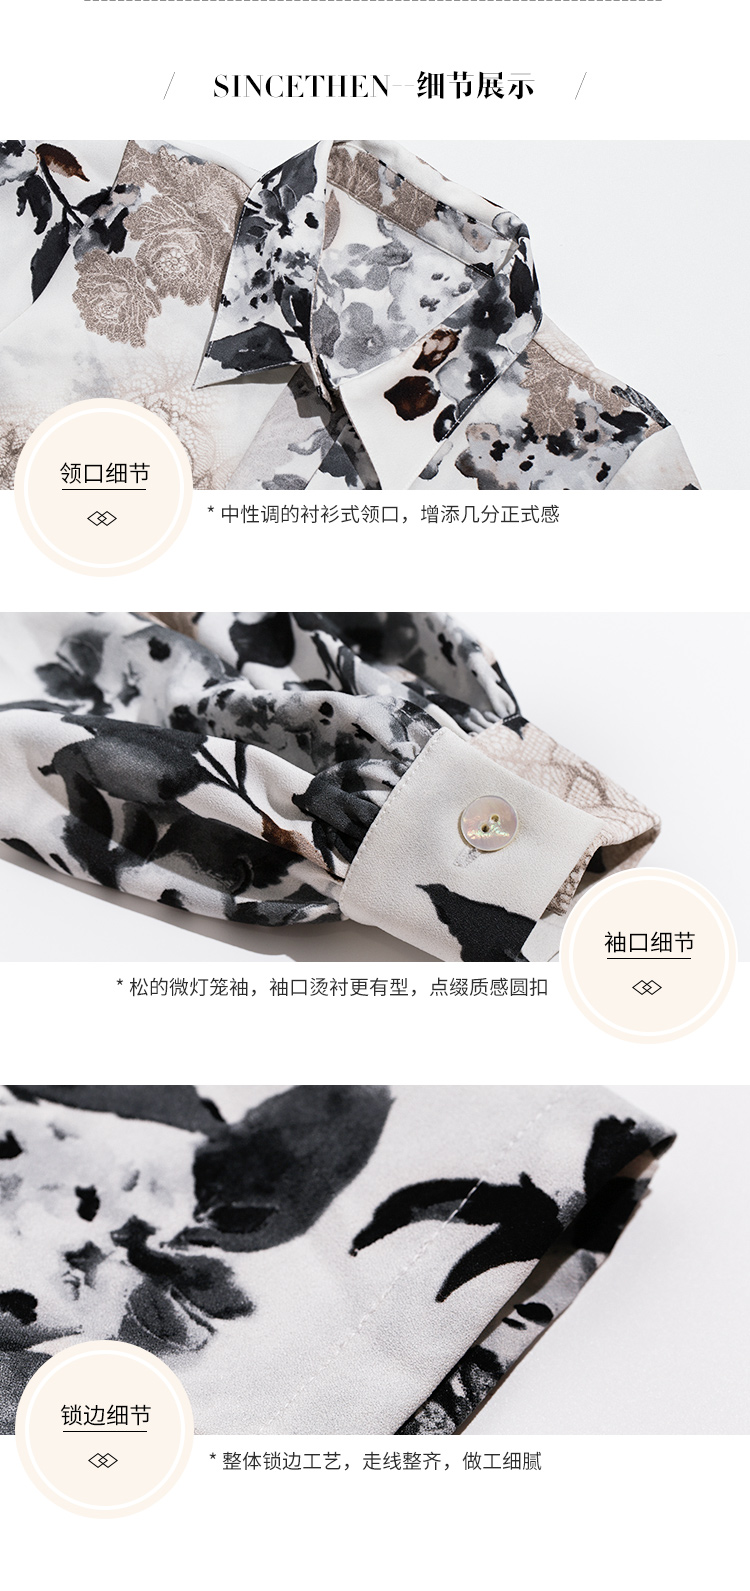 SINCETHEN--细节展示
领口细节
* 中性调的衬衫式领口，增添几分正式感
* 松的微灯笼袖，袖口烫衬更有型，点缀质感圆扣
袖口细节
锁边细节
* 整体锁边工艺，走线整齐，做工细腻